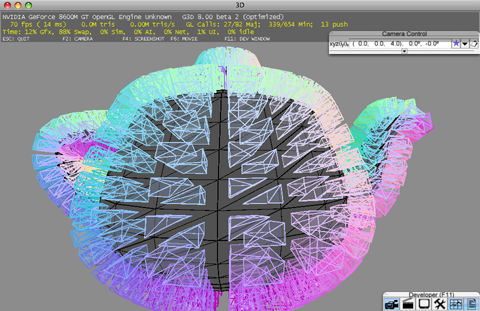 3D
NVIDIA GeForce 8600M GT OpenGL Engine Unknown G3D 8.00 beta 2 (Optimized)
70 fps ( 14 ms) 0.0M tris 0.00M tris/s GL Calls: 27/82 Maj; 339/654 Min; 13 push
Time: 12% Gfx, 88% Swap, 0% Sim, 0% AI, 0% Net, 1% UI, 0% idle
ESC: QUIT F2: CAMERA F4: SCREENSHOT F6: MOVIE F11: DEV WINDOW
Camera Control
( 0.0, 0.0, 4.0), 0.0°, -0.0°
Developer (F11)